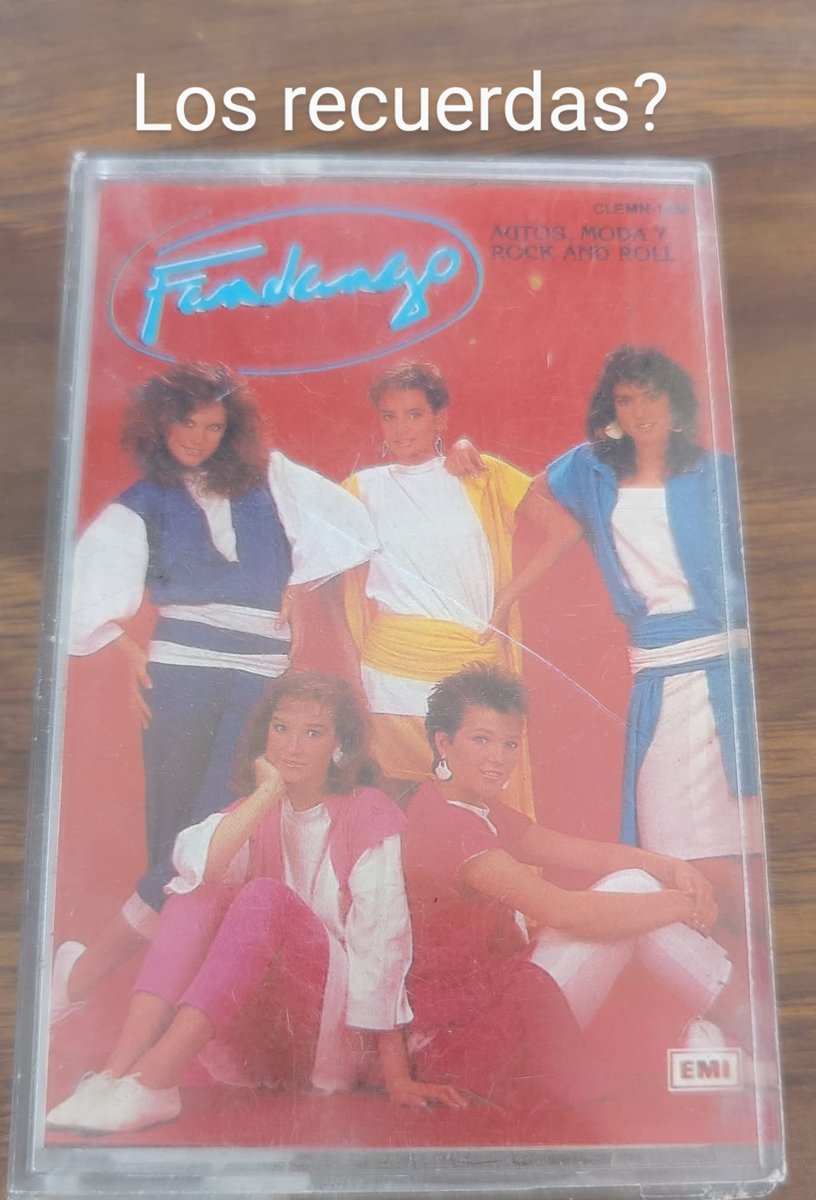 Los recuerdas?
Fandango
AUTOS, MODA Y
ROCK AND ROLL
EMI